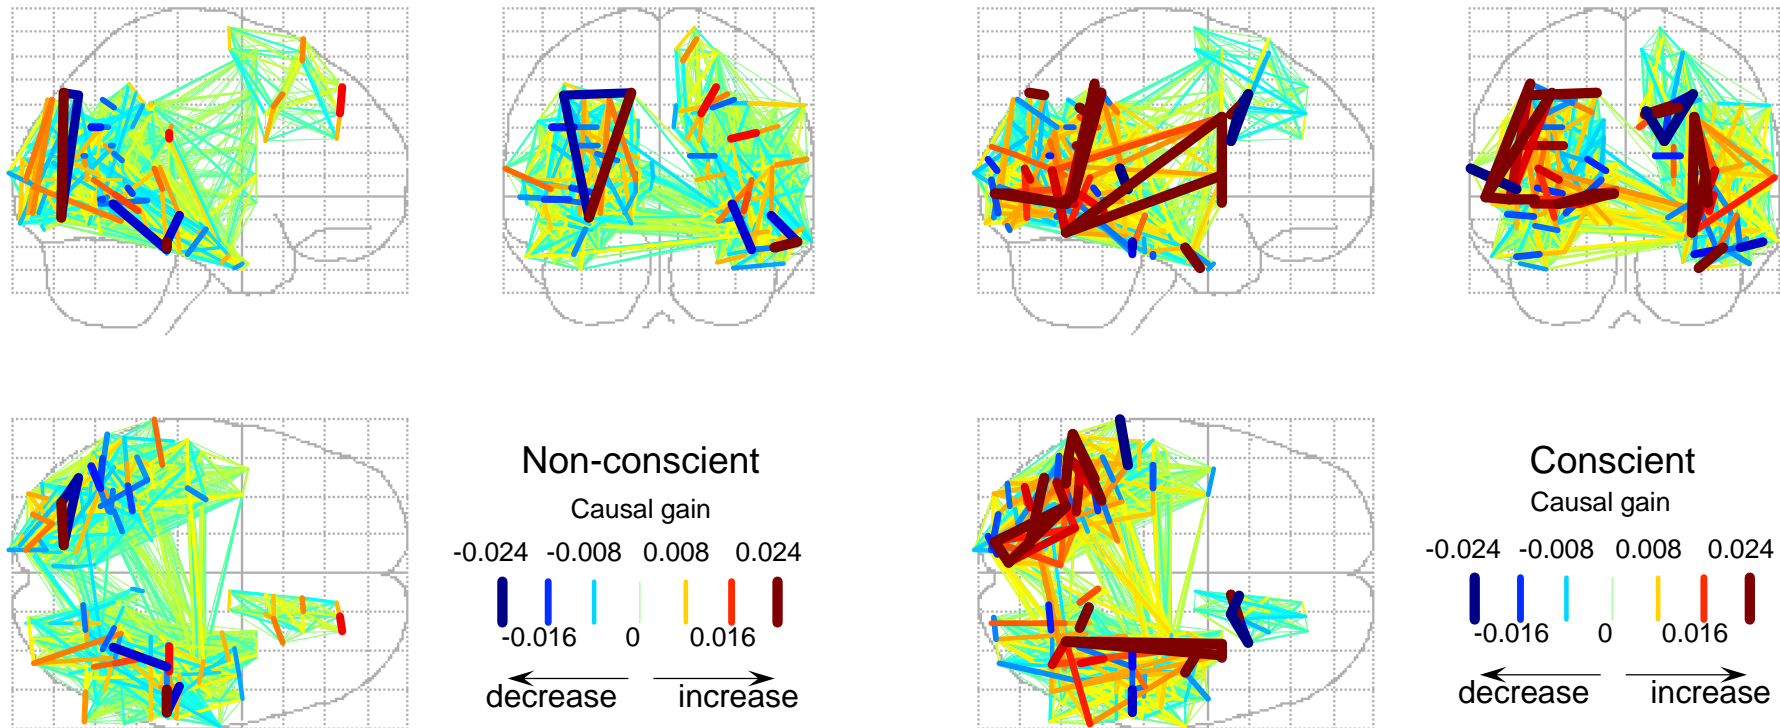 Non-conscient
Causal gain
-0.024 -0.008 0.008 0.024
-0.016 0 0.016
decrease increase
Conscient
Causal gain
-0.024 -0.008 0.008 0.024
-0.016 0 0.016
decrease increase